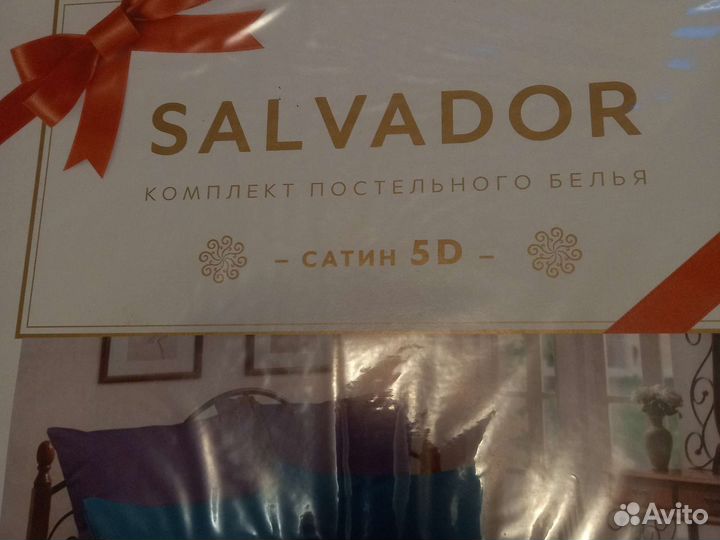 SALVADOR
КОМПЛЕКТ ПОСТЕЛЬНОГО БЕЛЬЯ
– САТИН 5D –
Avito